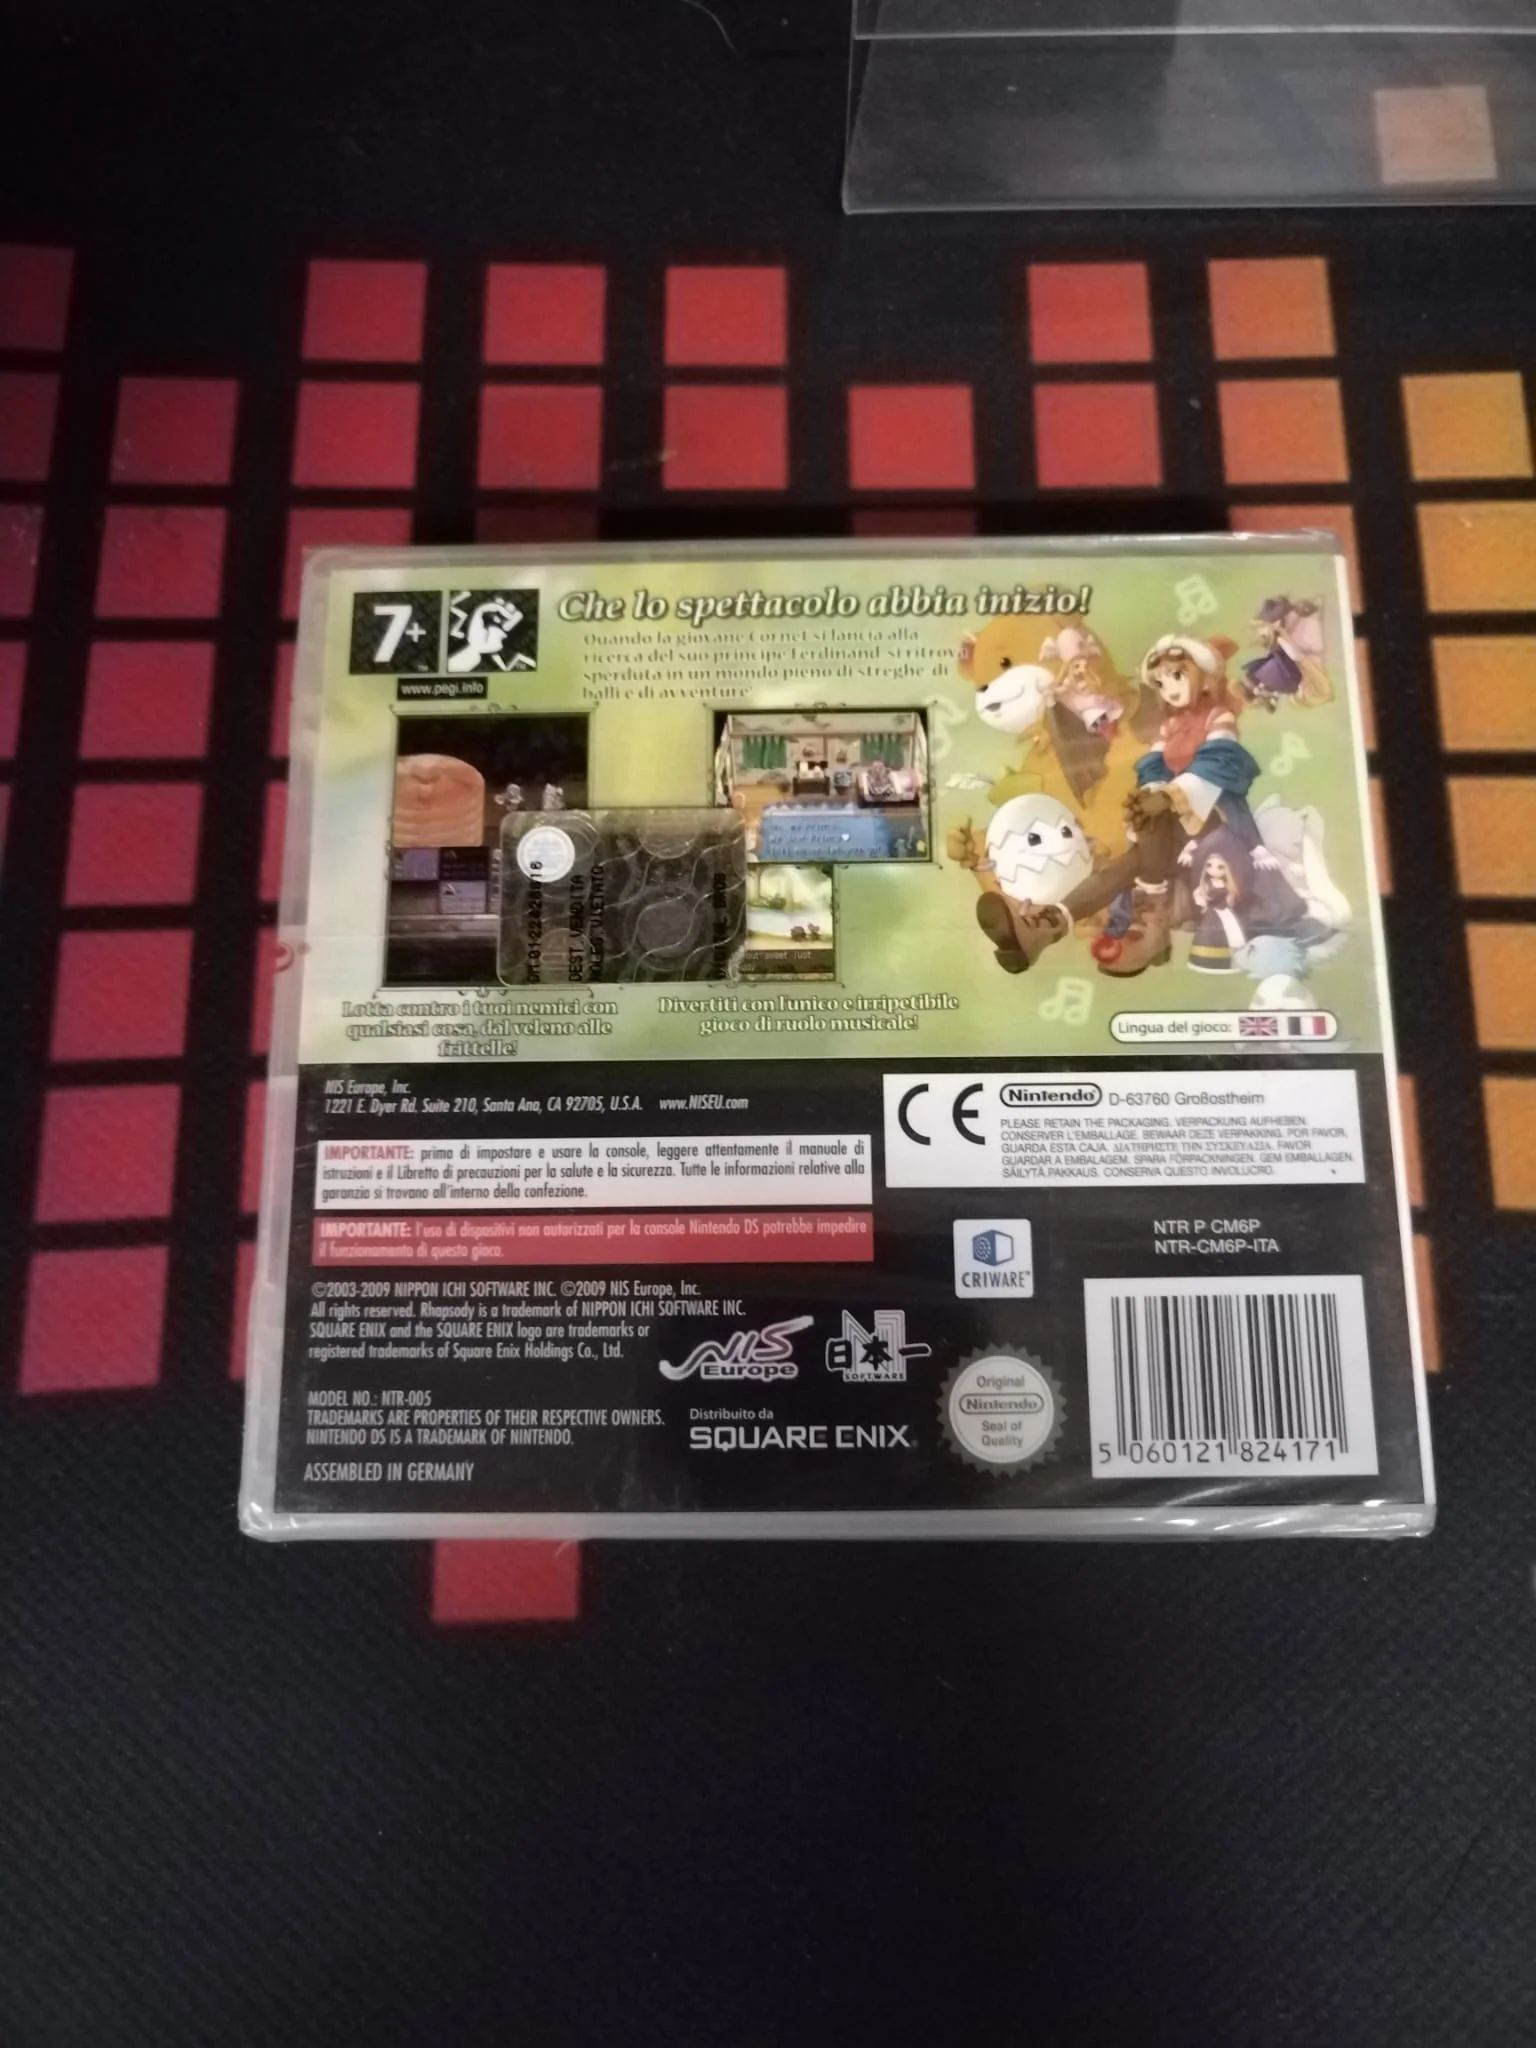 7+
www.pegi.info
Che lo spettacolo abbia inizio!
Quando la giovane Cornet si lancia alla
ricerca del suo principe Ferdinand si ritrova
sperduta in un mondo pieno di streghe di
balli e di avventure
DEST.VENDITA
NOLEG.VIETATO
Lotta contro i tuoi nemici con
qualsiasi cosa, dal veleno alle
frittelle!
Divertiti con l'unico e irripetibile
gioco di ruolo musicale!
Lingua del gioco:
NIS Europe, Inc.
1221 E. Dyer Rd. Suite 210, Santa Ana, CA 92705, U.S.A. www.NISEU.com
IMPORTANTE: prima di impostare e usare la console, leggere attentamente il manuale di
istruzioni e il Libretto di precauzioni per la salute e la sicurezza. Tutte le informazioni relative alla
garanzia si trovano all'interno della confezione.
IMPORTANTE: l'uso di dispositivi non autorizzati per la console Nintendo DS potrebbe impedire
il funzionamento di questo gioco.
CE
Nintendo D-63760 Großostheim
PLEASE RETAIN THE PACKAGING. VERPACKUNG AUFHEBEN.
CONSERVER L'EMBALLAGE. BEWAAR DEZE VERPAKKING. POR FAVOR,
GUARDA ESTA CAJA. ΔΙΑΤΗΡΗΣΤΕ ΤΗΝ ΣΥΣΚΕΥΑΣΙΑ. FAVOR
GUARDAR A EMBALAGEM. SPARA FÖRPACKNINGEN. GEM EMBALLAGEN.
SÄILYTÄ PAKKAUS. CONSERVA QUESTO INVOLUCRO.
CRIWARE™
NTR P CM6P
NTR-CM6P-ITA
©2003-2009 NIPPON ICHI SOFTWARE INC. ©2009 NIS Europe, Inc.
All rights reserved. Rhapsody is a trademark of NIPPON ICHI SOFTWARE INC.
SQUARE ENIX and the SQUARE ENIX logo are trademarks or
registered trademarks of Square Enix Holdings Co., Ltd.
NIS
Europe
日本一
SOFTWARE
MODEL NO.: NTR-005
TRADEMARKS ARE PROPERTIES OF THEIR RESPECTIVE OWNERS.
NINTENDO DS IS A TRADEMARK OF NINTENDO.
ASSEMBLED IN GERMANY
Distribuito da
SQUARE ENIX
Original
Nintendo
Seal of
Quality
5 060121 824171